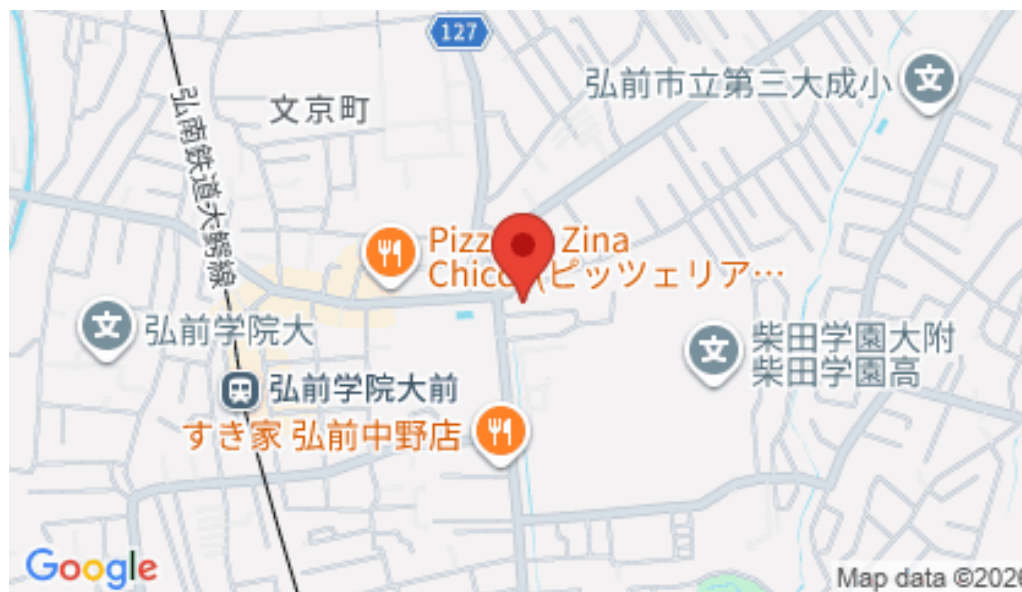 127
弘前市立第三大成小
文京町
弘南鉄道大鰐線
Pizz Zina
Chicc (ピッツェリア…
弘前学院大
柴田学園大附
柴田学園高
弘前学院大前
すき家 弘前中野店
Google
Map data ©2026